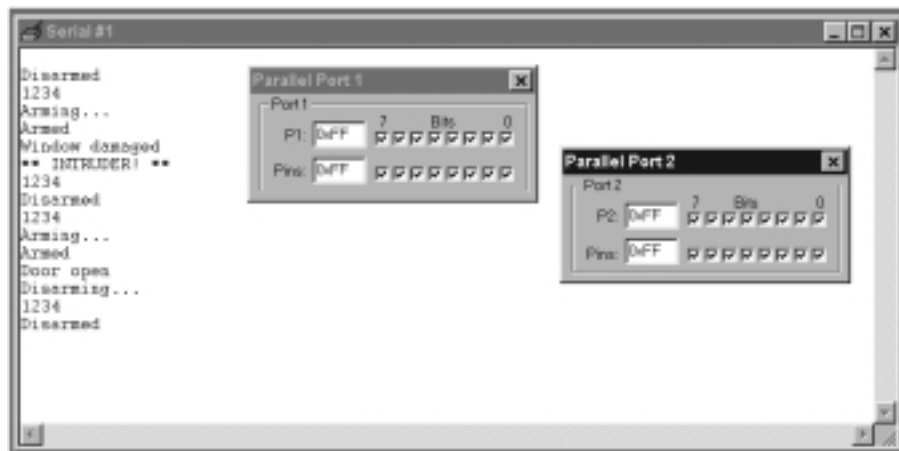 Serial #1
Disarmed
1234
Arming...
Armed
Window damaged
** INTRUDER! **
1234
Disarmed
1234
Arming...
Armed
Door open
Disarming...
1234
Disarmed
Parallel Port 1
Port 1
7 Bits 0
P1: 0xFF
Pins: 0xFF
Parallel Port 2
Port 2
7 Bits 0
P2: 0xFF
Pins: 0xFF